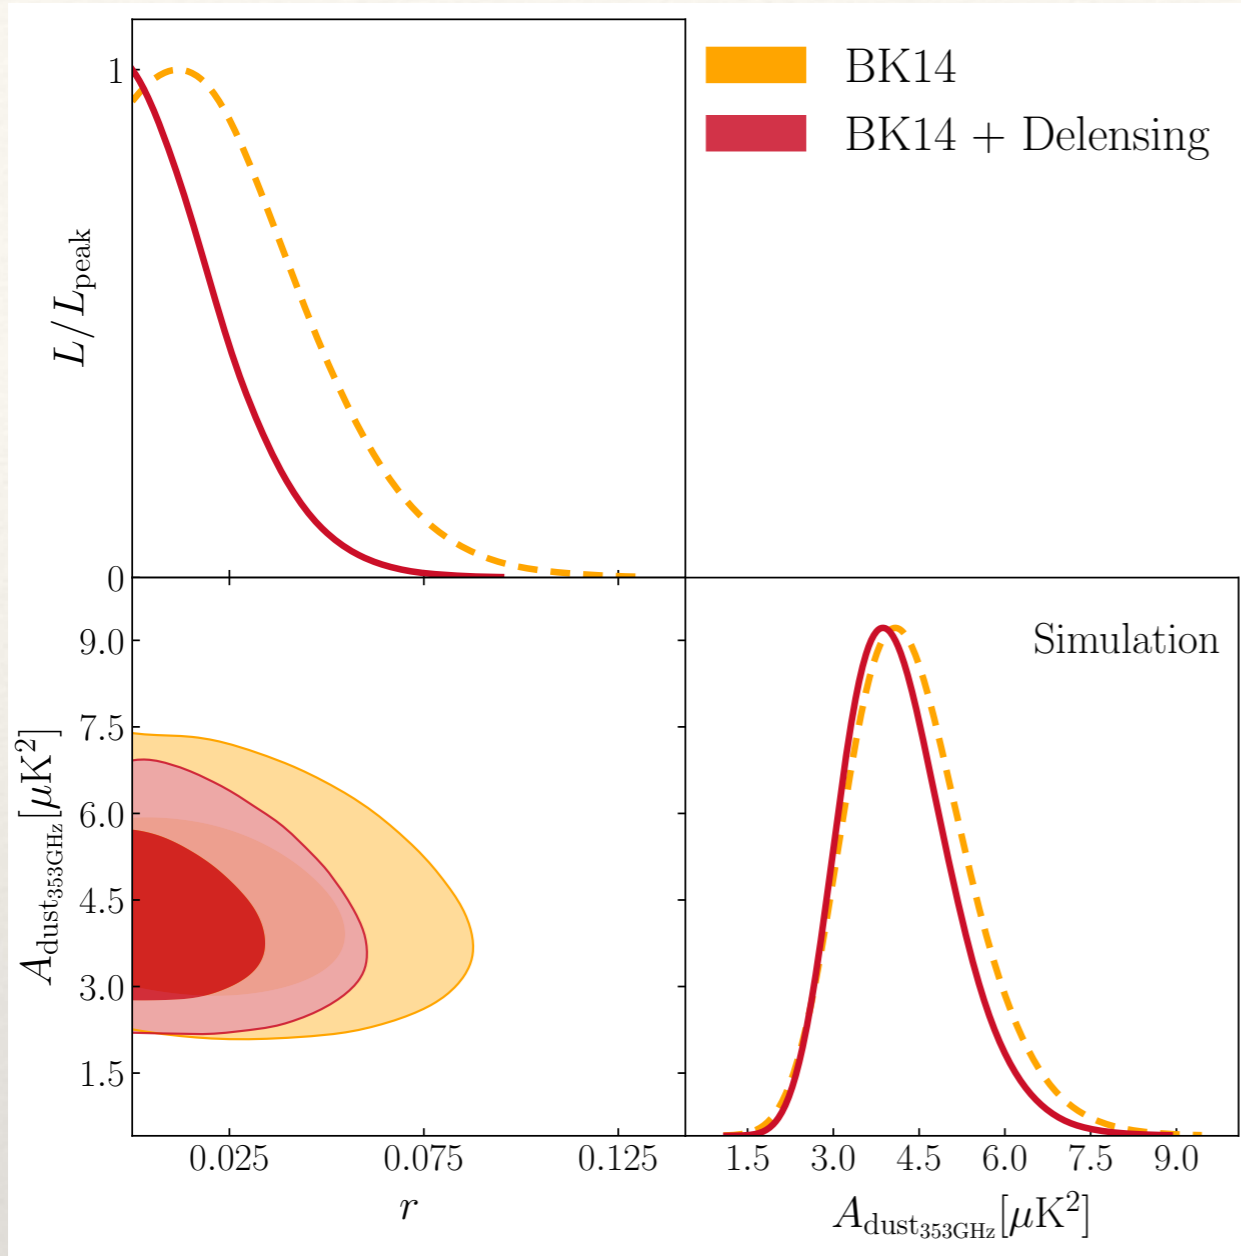 1
L/L_peak
0
BK14
BK14 + Delensing
9.0
7.5
6.0
4.5
3.0
1.5
A_dust_353GHz [μK²]
0.025 0.075 0.125
r
Simulation
1.5 3.0 4.5 6.0 7.5 9.0
A_dust_353GHz [μK²]